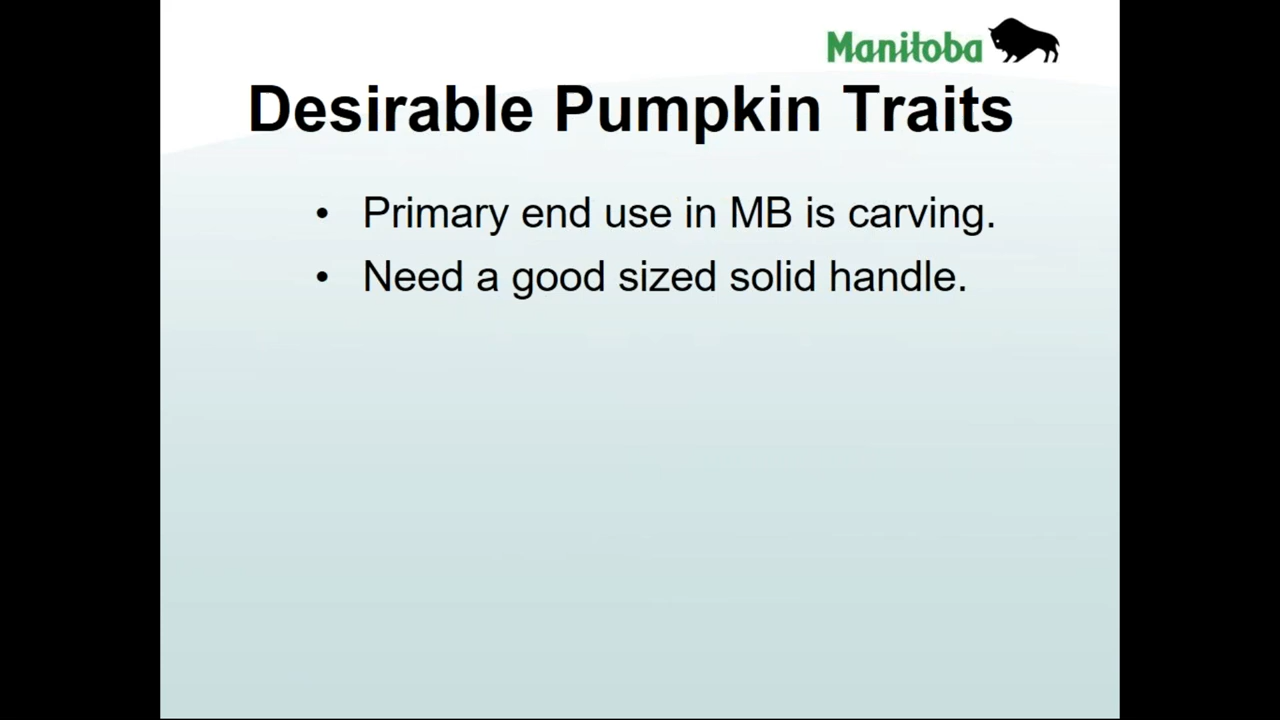 Manitoba
Desirable Pumpkin Traits
• Primary end use in MB is carving.
• Need a good sized solid handle.